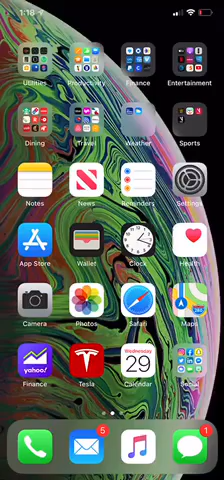 1:18
Utilities
Productivity
Finance
Entertainment
Dining
Travel
Weather
Sports
Notes
News
Reminders
Settings
App Store
Wallet
Clock
Health
Camera
Photos
Safari
Maps
yahoo!
Wednesday
29
Finance
Tesla
Calendar
Social
5
1